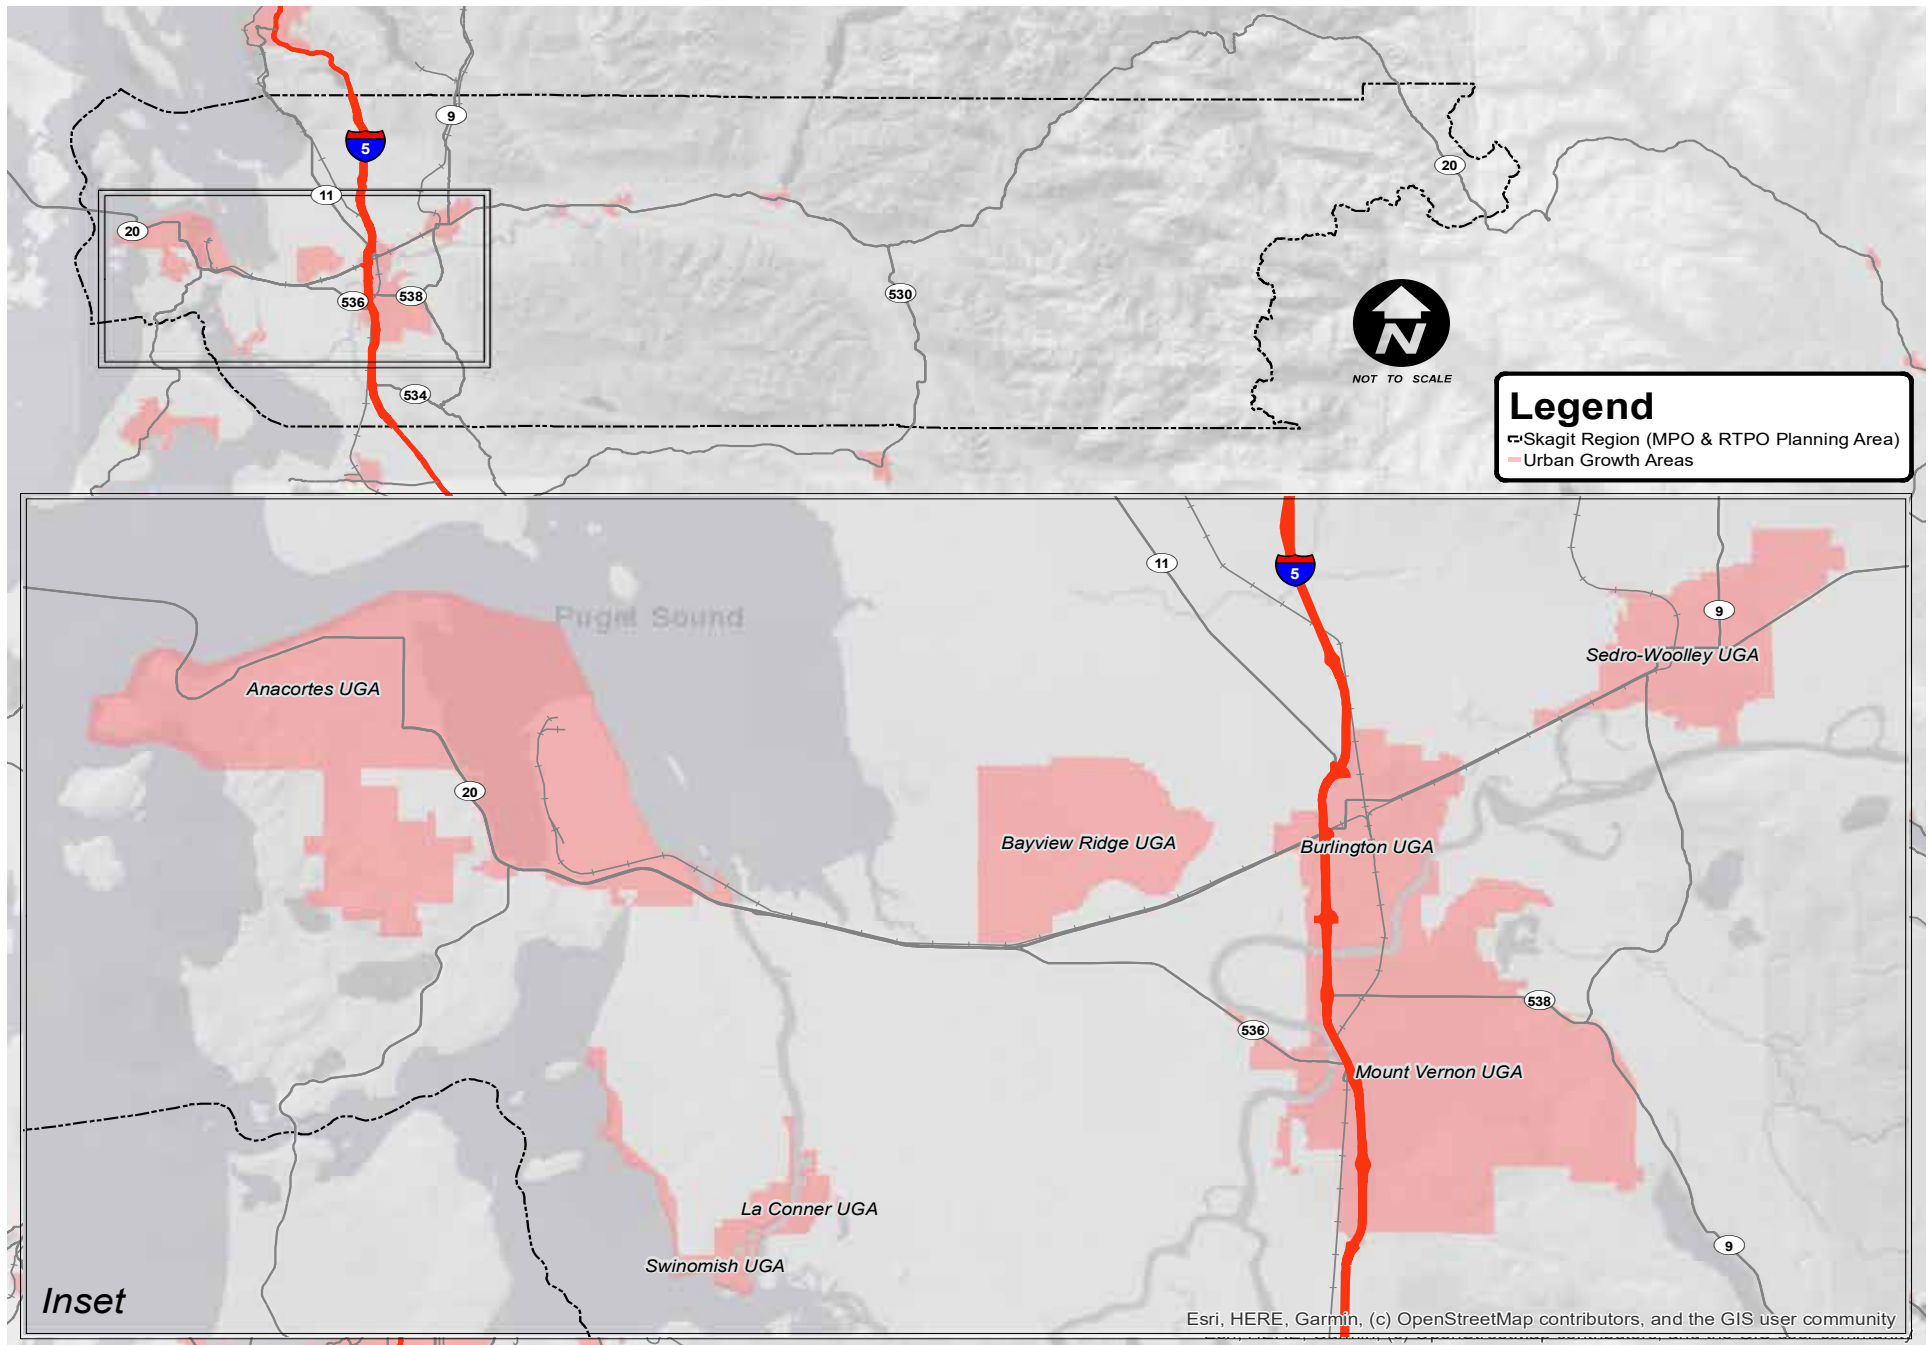 9
5
11
20
20
536
538
530
534
N
NOT TO SCALE
Legend
Skagit Region (MPO & RTPO Planning Area)
Urban Growth Areas
11
5
9
Puget Sound
Sedro-Woolley UGA
Anacortes UGA
20
Bayview Ridge UGA
Burlington UGA
538
536
Mount Vernon UGA
La Conner UGA
9
Swinomish UGA
Inset
Esri, HERE, Garmin, (c) OpenStreetMap contributors, and the GIS user community